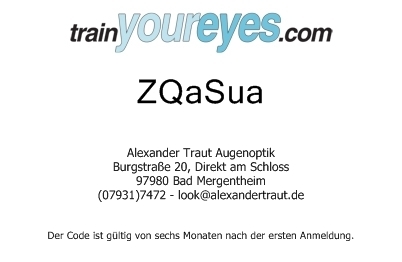 trainyoureyes.com
ZQaSua
Alexander Traut Augenoptik
Burgstraße 20, Direkt am Schloss
97980 Bad Mergentheim
(07931)7472 - look@alexandertraut.de
Der Code ist gültig von sechs Monaten nach der ersten Anmeldung.